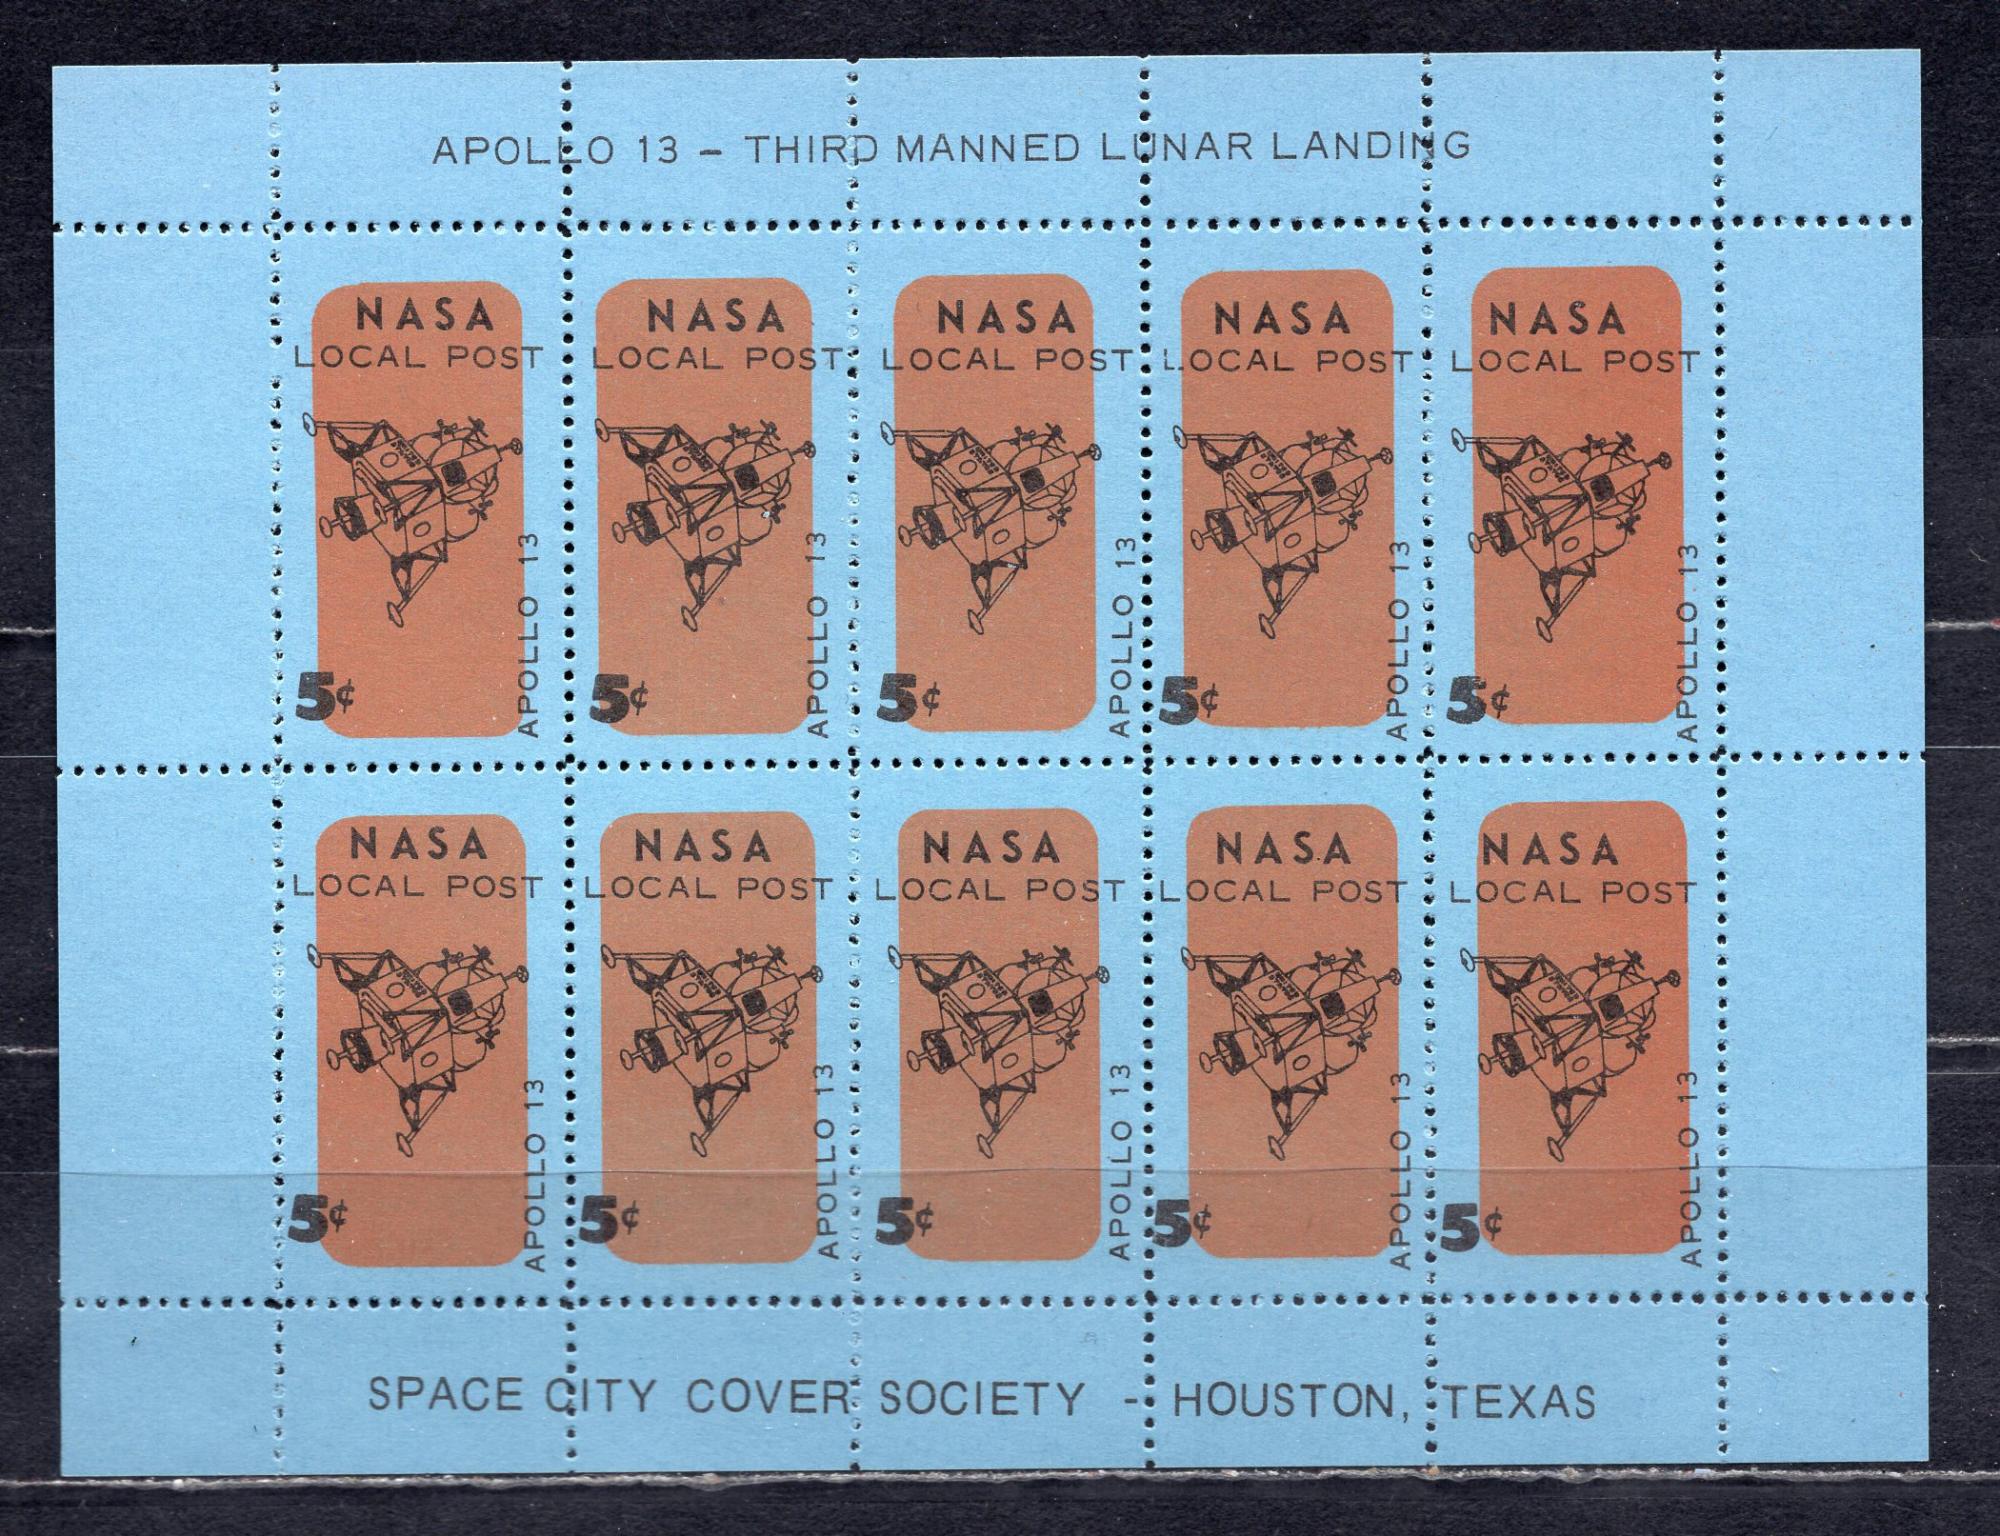 APOLLO 13 – THIRD MANNED LUNAR LANDING
NASA
LOCAL POST
APOLLO 13
5¢
NASA
LOCAL POST
APOLLO 13
5¢
NASA
LOCAL POST
APOLLO 13
5¢
NASA
LOCAL POST
APOLLO 13
5¢
NASA
LOCAL POST
APOLLO 13
5¢
NASA
LOCAL POST
APOLLO 13
5¢
NASA
LOCAL POST
APOLLO 13
5¢
NASA
LOCAL POST
APOLLO 13
5¢
NASA
LOCAL POST
APOLLO 13
5¢
NASA
LOCAL POST
APOLLO 13
5¢
SPACE CITY COVER SOCIETY - HOUSTON, TEXAS